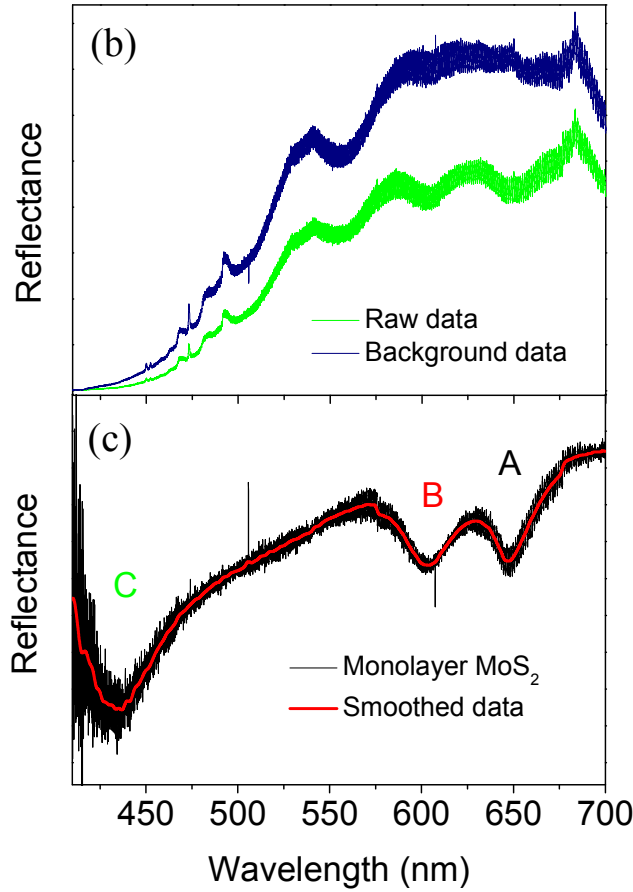 (b)
Reflectance
Raw data
Background data
(c)
A
B
C
Reflectance
Monolayer MoS₂
Smoothed data
450 500 550 600 650 700
Wavelength (nm)